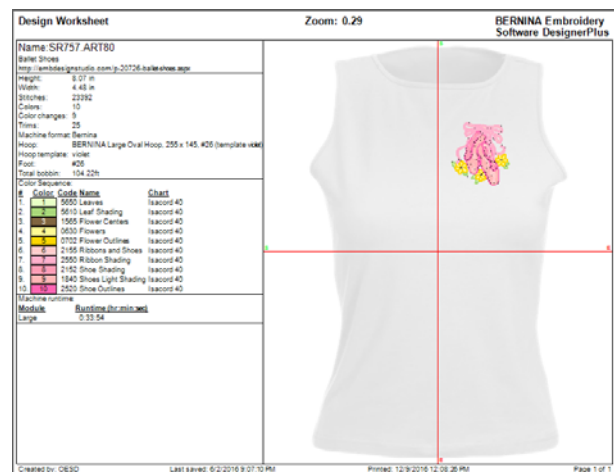 Design Worksheet
Zoom: 0.29
BERNINA Embroidery
Software DesignerPlus
Name:SR757.ART80
Ballet Shoes
http://embdesignstudio.com/p-20726-ballet-shoes.aspx
Height: 8.07 in
Width: 4.48 in
Stitches: 23392
Colors: 10
Color changes: 9
Trims: 25
Machine format: Bernina
Hoop: BERNINA Large Oval Hoop, 255 x 145, #26 (template violet)
Hoop template: violet
Foot: #26
Total bobbin: 104.22ft
Color Sequence:
# Color Code Name Chart
1. 1 5650 Leaves Isacord 40
2. 2 5610 Leaf Shading Isacord 40
3. 3 1565 Flower Centers Isacord 40
4. 4 0630 Flowers Isacord 40
5. 5 0702 Flower Outlines Isacord 40
6. 6 2155 Ribbons and Shoes Isacord 40
7. 7 2550 Ribbon Shading Isacord 40
8. 8 2152 Shoe Shading Isacord 40
9. 9 1840 Shoes Light Shading Isacord 40
10. 10 2520 Shoe Outlines Isacord 40
Machine runtime:
Module Runtime (hr:min:sec)
Large 0:33:54
Created by: OESD
Last saved: 6/2/2016 9:07:10 PM
Printed: 12/9/2016 12:08:26 PM
Page 1 of 1